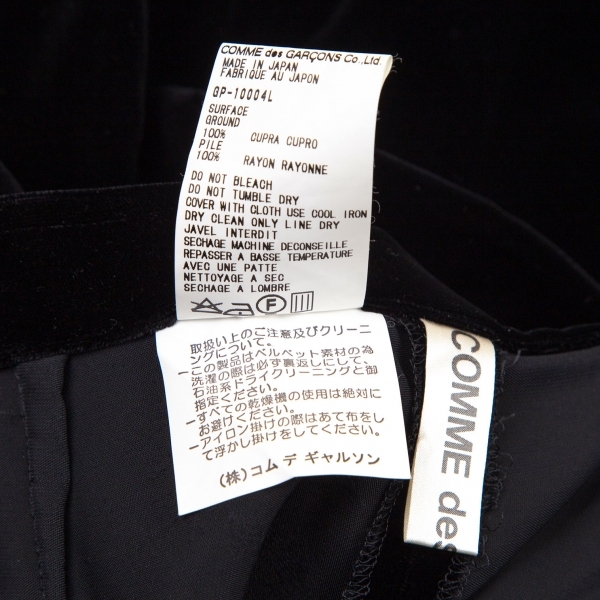 COMME des GARÇONS Co.,Ltd.
MADE IN JAPAN
FABRIQUE AU JAPON
GP-10004L
SURFACE
GROUND
100% CUPRA CUPRO
PILE
100% RAYON RAYONNE
DO NOT BLEACH
DO NOT TUMBLE DRY
COVER WITH CLOTH USE COOL IRON
DRY CLEAN ONLY LINE DRY
JAVEL INTERDIT
SECHAGE MACHINE DECONSEILLE
REPASSER A BASSE TEMPERATURE
AVEC UNE PATTE
NETTOYAGE A SEC
SECHAGE A LOMBRE
F
取扱い上のご注意及びクリーニ
ングについて。
―この製品はベルベット素材の為
洗濯の際は必ず裏返しにして、
石油系ドライクリーニングと御
指定ください。
―すべての乾燥機の使用は絶対に
お避けください。
―アイロン掛けの際はあて布をし
て浮かし掛けをしてください。
(株)コム デ ギャルソン
COMME des